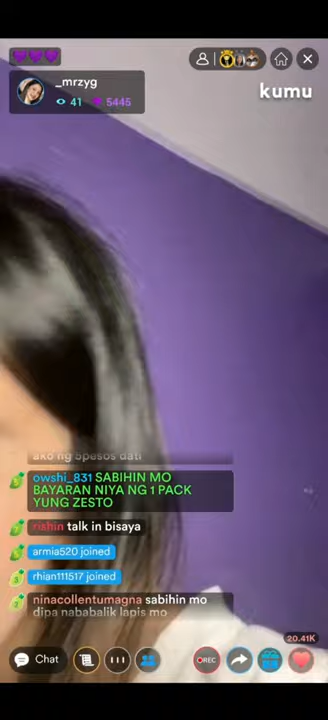 _mrzyg
41 5445
kumu
ako ng 5pesos dati
owshi_831 SABIHIN MO
BAYARAN NIYA NG 1 PACK
YUNG ZESTO
rishin talk in bisaya
armia520 joined
rhian111517 joined
ninacollentumagna sabihin mo
dipa nababalik lapis mo
20.41K
Chat
REC